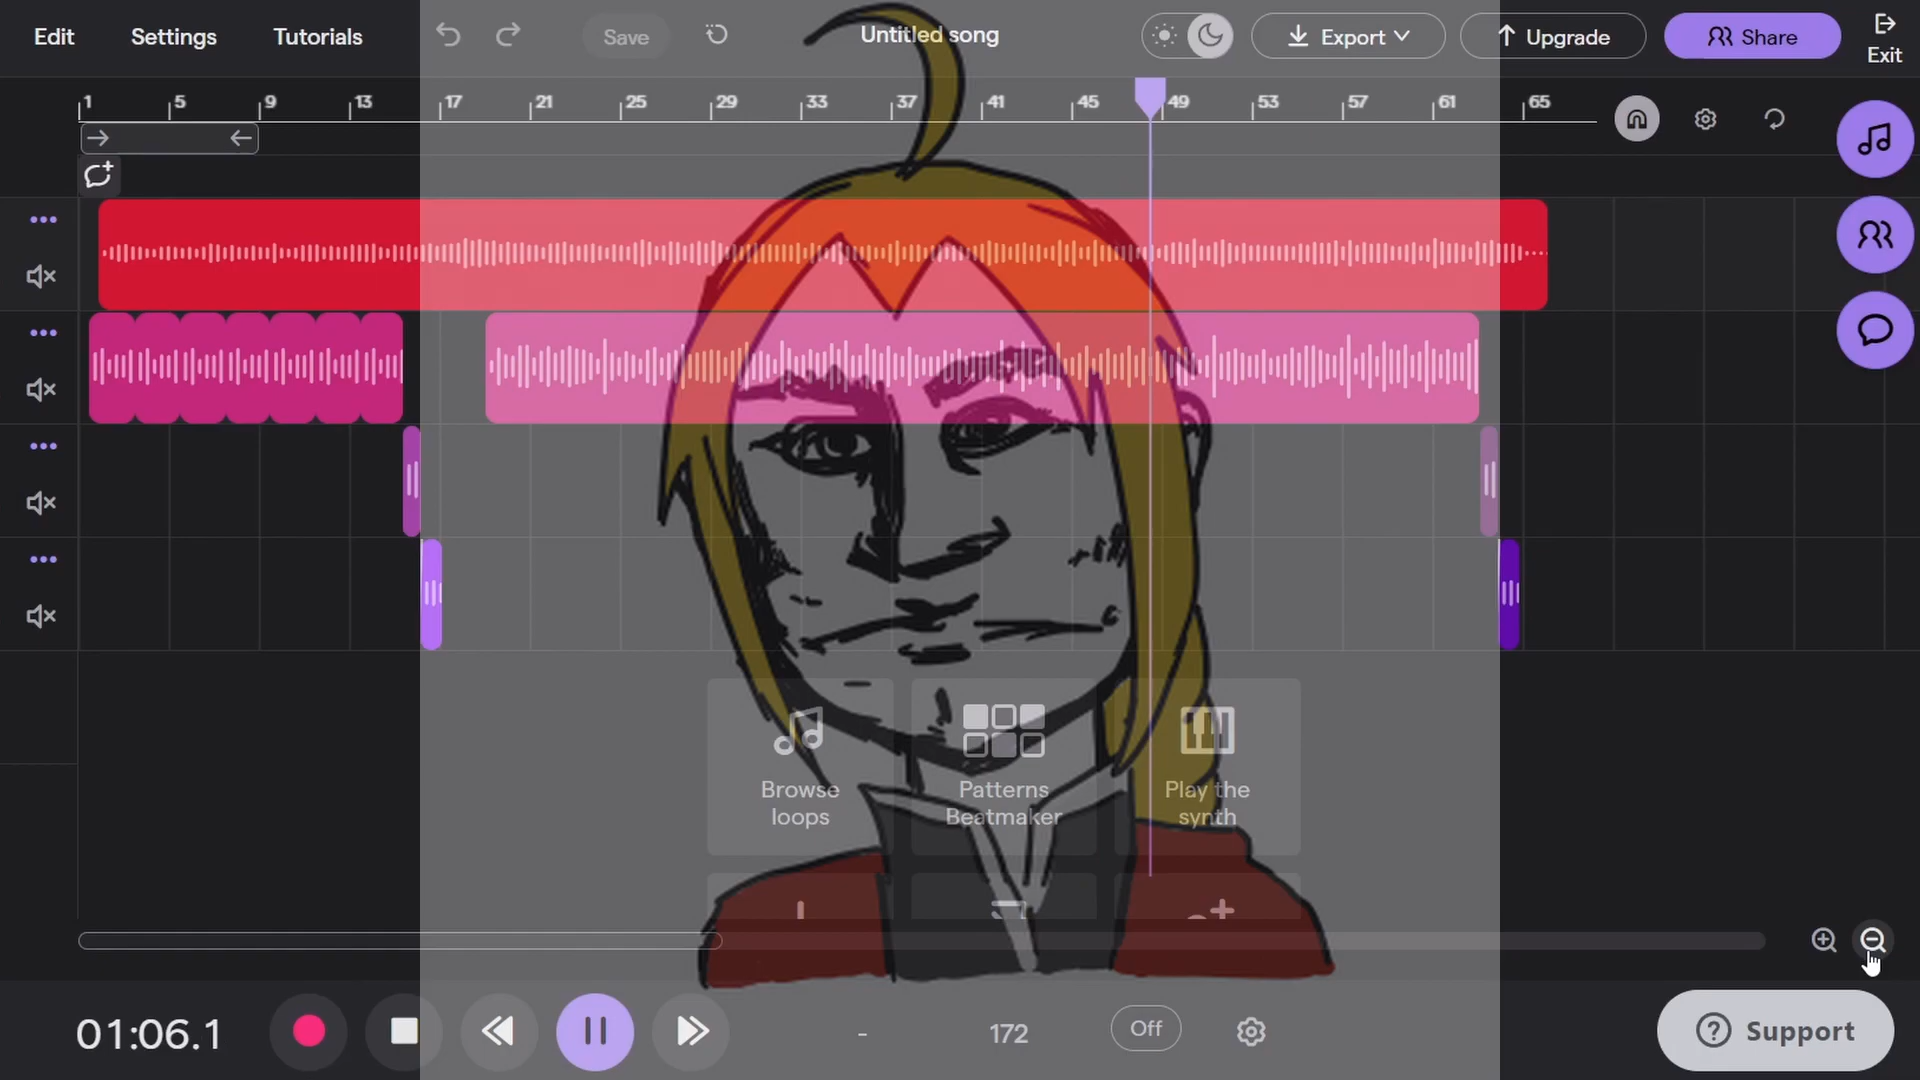 Edit Settings Tutorials Save Untitled song Export Upgrade Share Exit
1 5 9 13 17 21 25 29 33 37 41 45 49 53 57 61 65
Browse loops
Patterns Beatmaker
Play the synth
01:06.1 - 172 Off Support